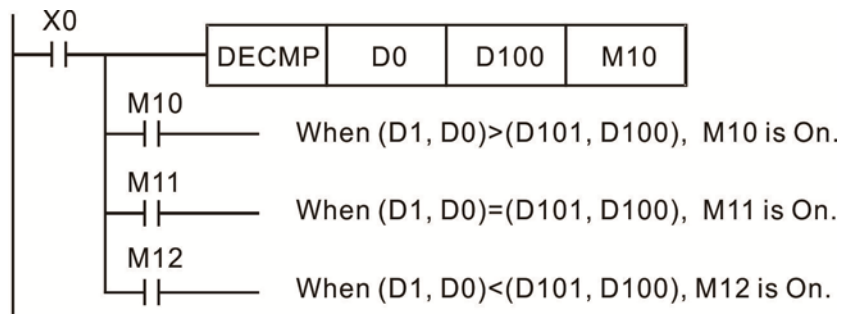 X0
DECMP D0 D100 M10
M10
When (D1, D0)>(D101, D100), M10 is On.
M11
When (D1, D0)=(D101, D100), M11 is On.
M12
When (D1, D0)<(D101, D100), M12 is On.